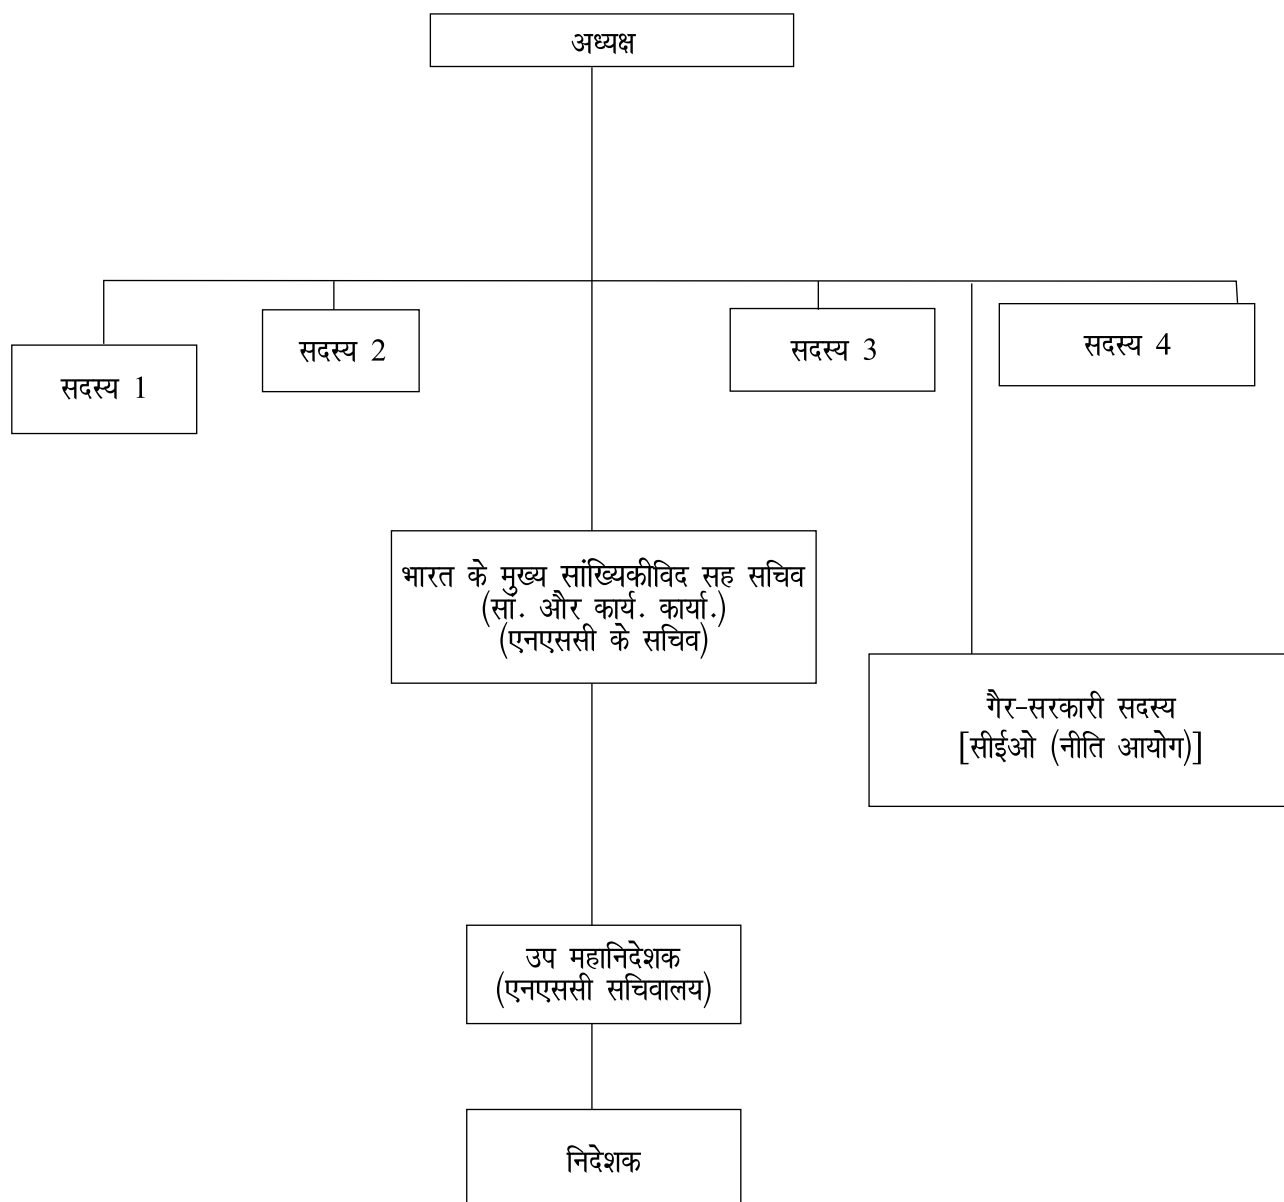 अध्यक्ष
सदस्य 1
सदस्य 2
सदस्य 3
सदस्य 4
भारत के मुख्य सांख्यिकीविद सह सचिव
(सां. और कार्य. कार्या.)
(एनएससी के सचिव)
गैर-सरकारी सदस्य
[सीईओ (नीति आयोग)]
उप महानिदेशक
(एनएससी सचिवालय)
निदेशक